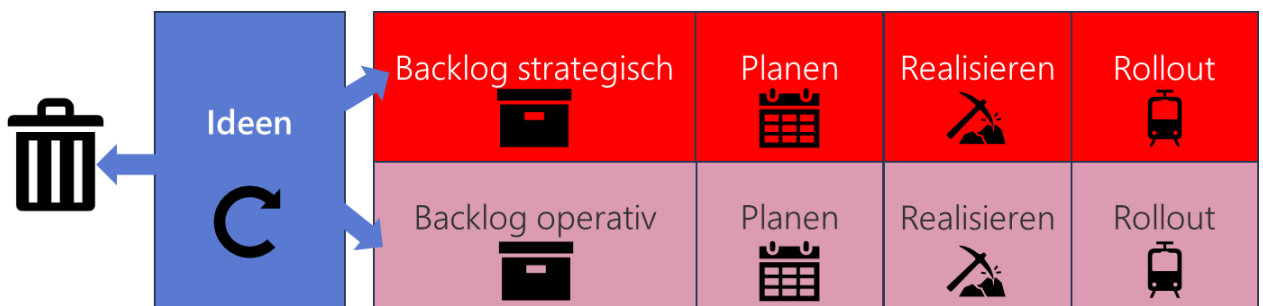 Ideen
Backlog strategisch
Planen
Realisieren
Rollout
Backlog operativ
Planen
Realisieren
Rollout